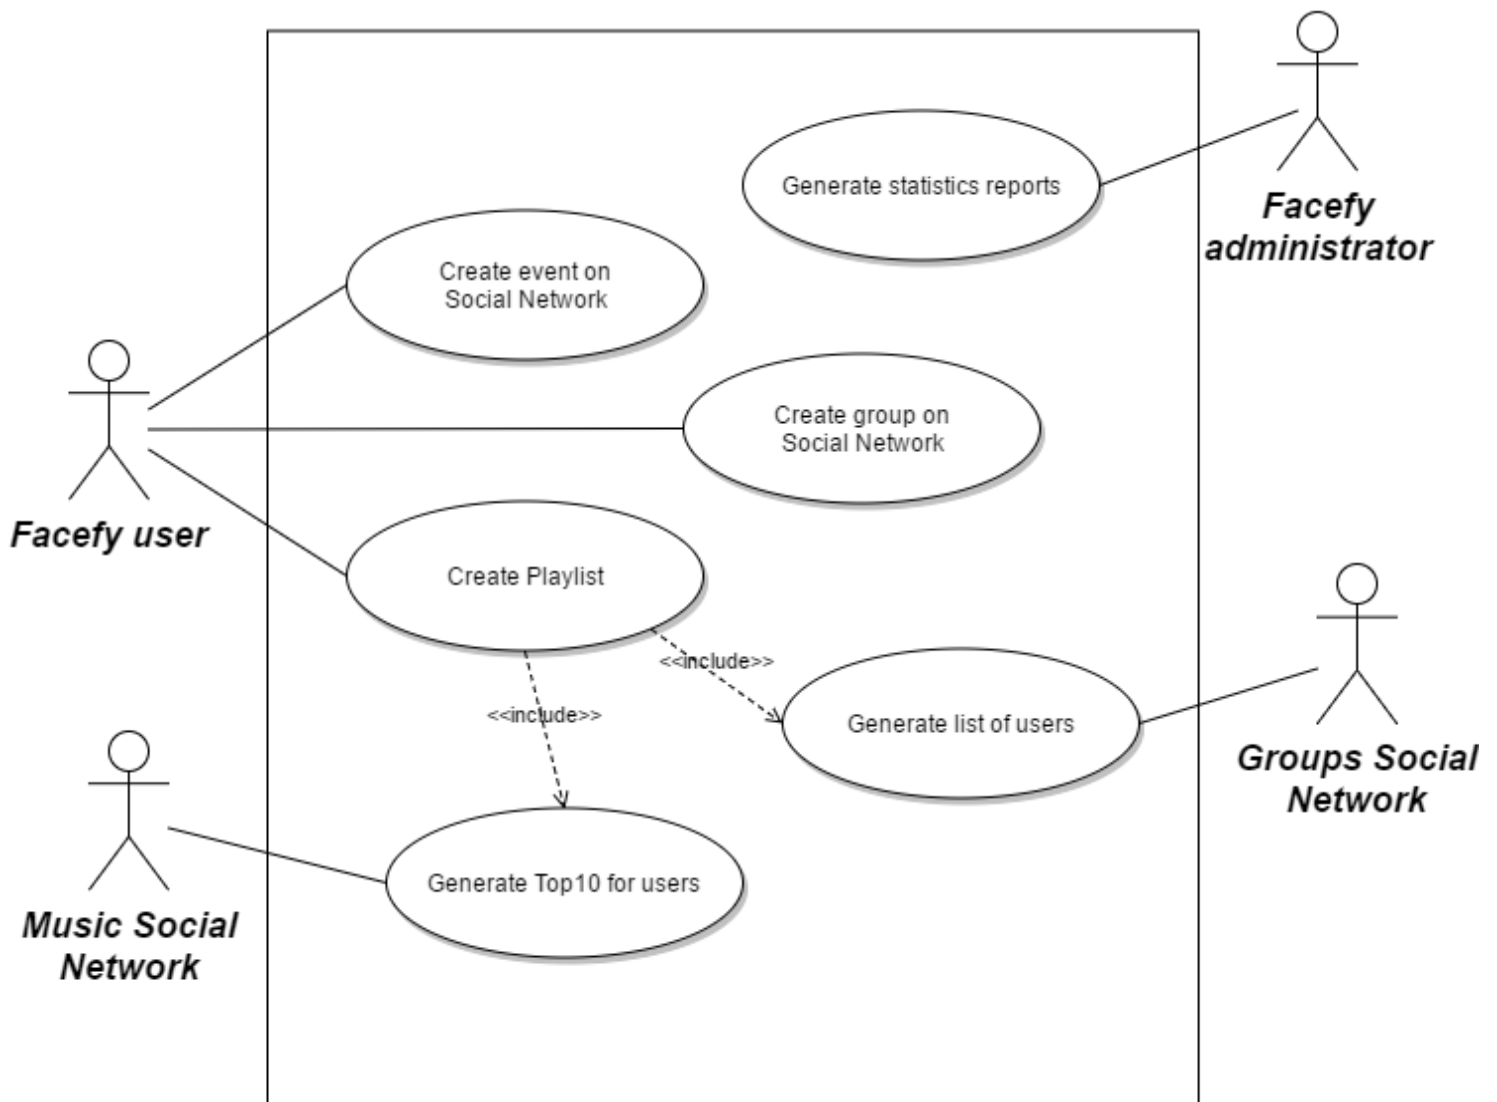 Generate statistics reports
Facefy
administrator
Create event on
Social Network
Create group on
Social Network
Facefy user
Create Playlist
<<include>>
<<include>>
Generate list of users
Groups Social
Network
Generate Top10 for users
Music Social
Network